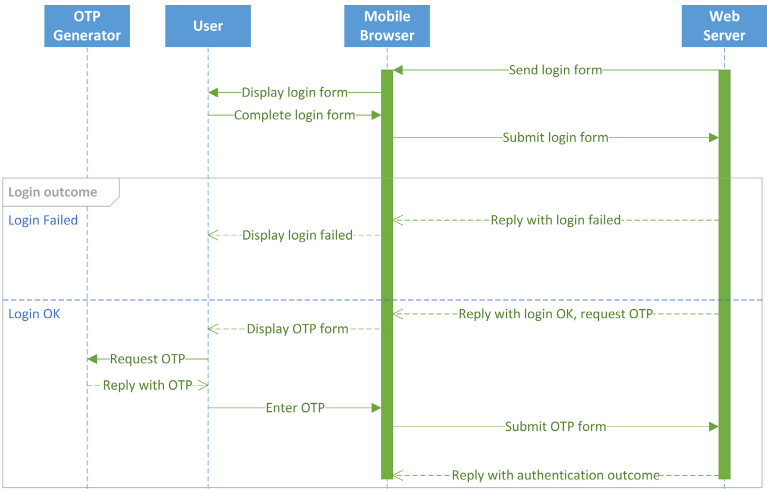 OTP
Generator
User
Mobile
Browser
Web
Server
Send login form
Display login form
Complete login form
Submit login form
Login outcome
Login Failed
Reply with login failed
Display login failed
Login OK
Reply with login OK, request OTP
Display OTP form
Request OTP
Reply with OTP
Enter OTP
Submit OTP form
Reply with authentication outcome